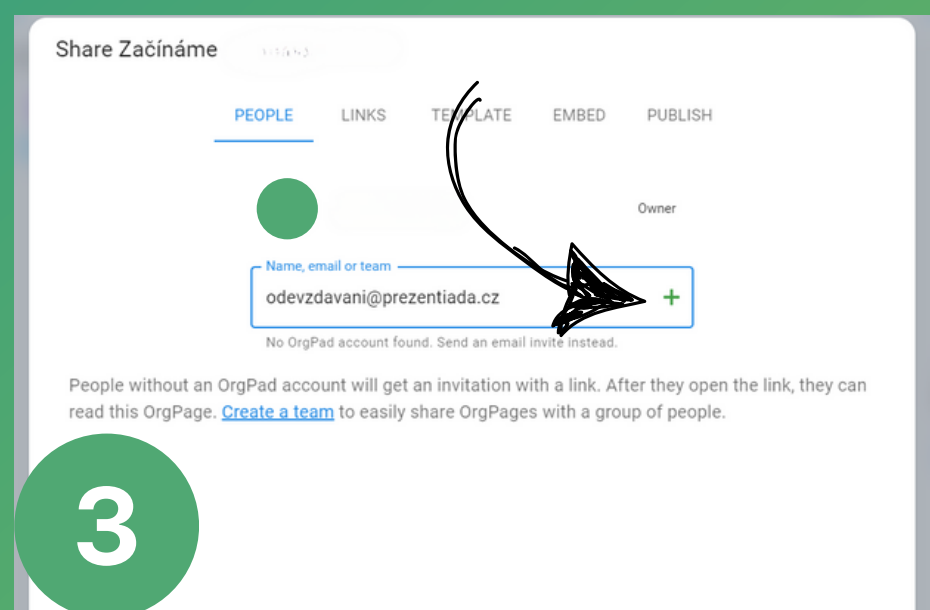 Share Začínáme
PEOPLE LINKS TEMPLATE EMBED PUBLISH
Owner
Name, email or team
odevzdavani@prezentiada.cz +
No OrgPad account found. Send an email invite instead.
People without an OrgPad account will get an invitation with a link. After they open the link, they can
read this OrgPage. Create a team to easily share OrgPages with a group of people.
3